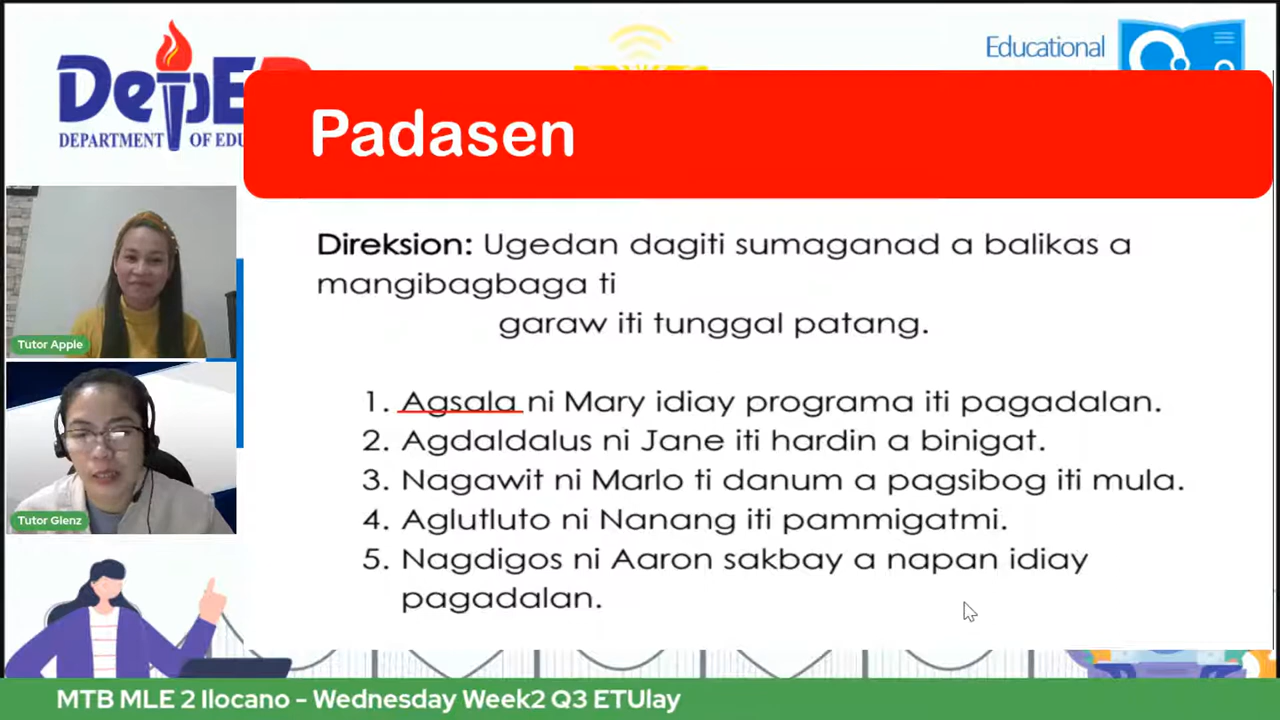 DepED
DEPARTMENT OF EDU
Educational
Padasen
Direksion: Ugedan dagiti sumaganad a balikas a
mangibagbaga ti
garaw iti tunggal patang.
1. Agsala ni Mary idiay programa iti pagadalan.
2. Agdaldalus ni Jane iti hardin a binigat.
3. Nagawit ni Marlo ti danum a pagsibog iti mula.
4. Aglutluto ni Nanang iti pammigatmi.
5. Nagdigos ni Aaron sakbay a napan idiay
pagadalan.
Tutor Apple
Tutor Glenz
MTB MLE 2 Ilocano - Wednesday Week2 Q3 ETUlay